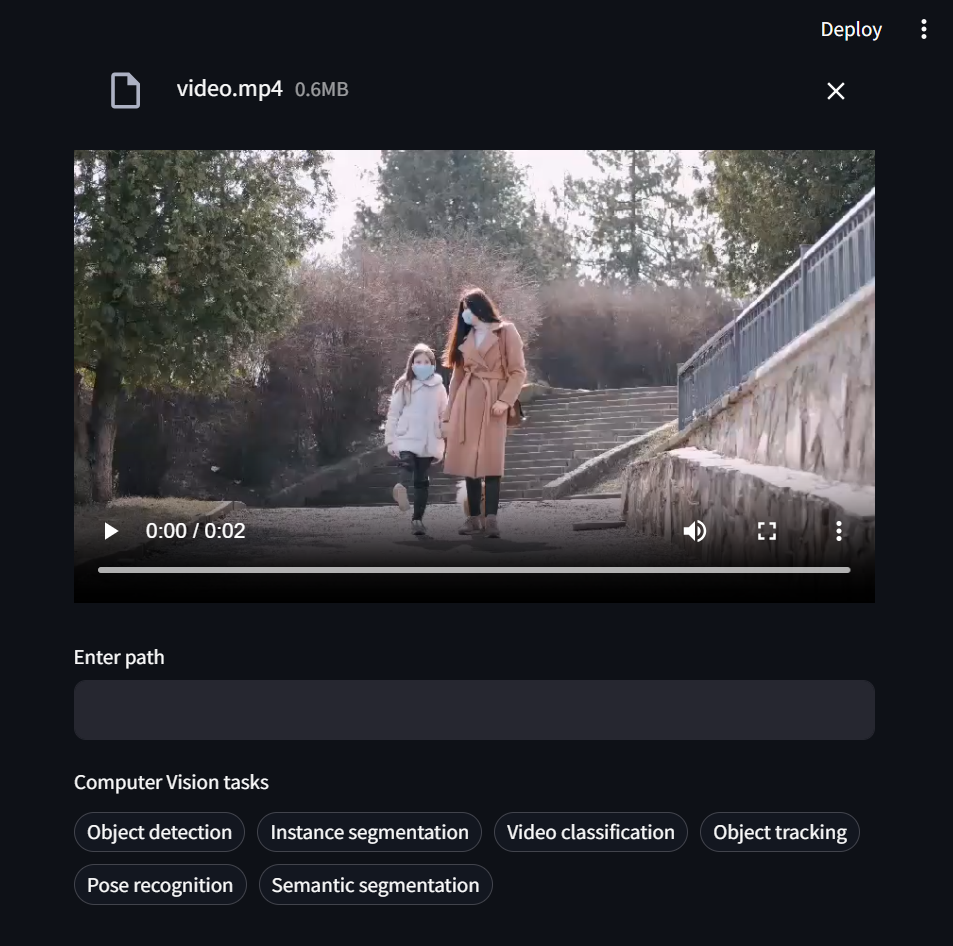 Deploy
video.mp4 0.6MB
0:00 / 0:02
Enter path
Computer Vision tasks
Object detection Instance segmentation Video classification Object tracking
Pose recognition Semantic segmentation